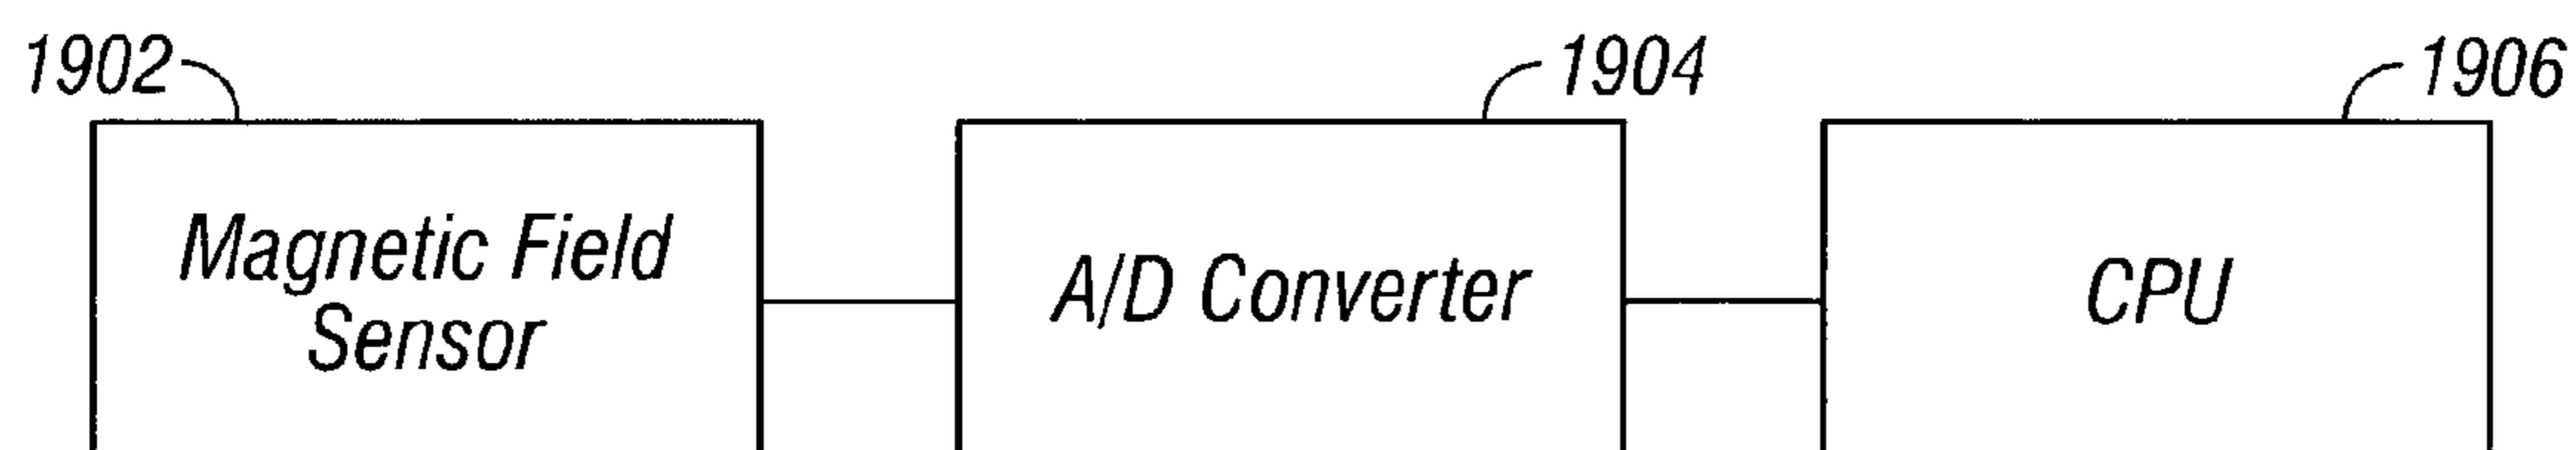 1902
1904
1906
Magnetic Field
Sensor
A/D Converter
CPU